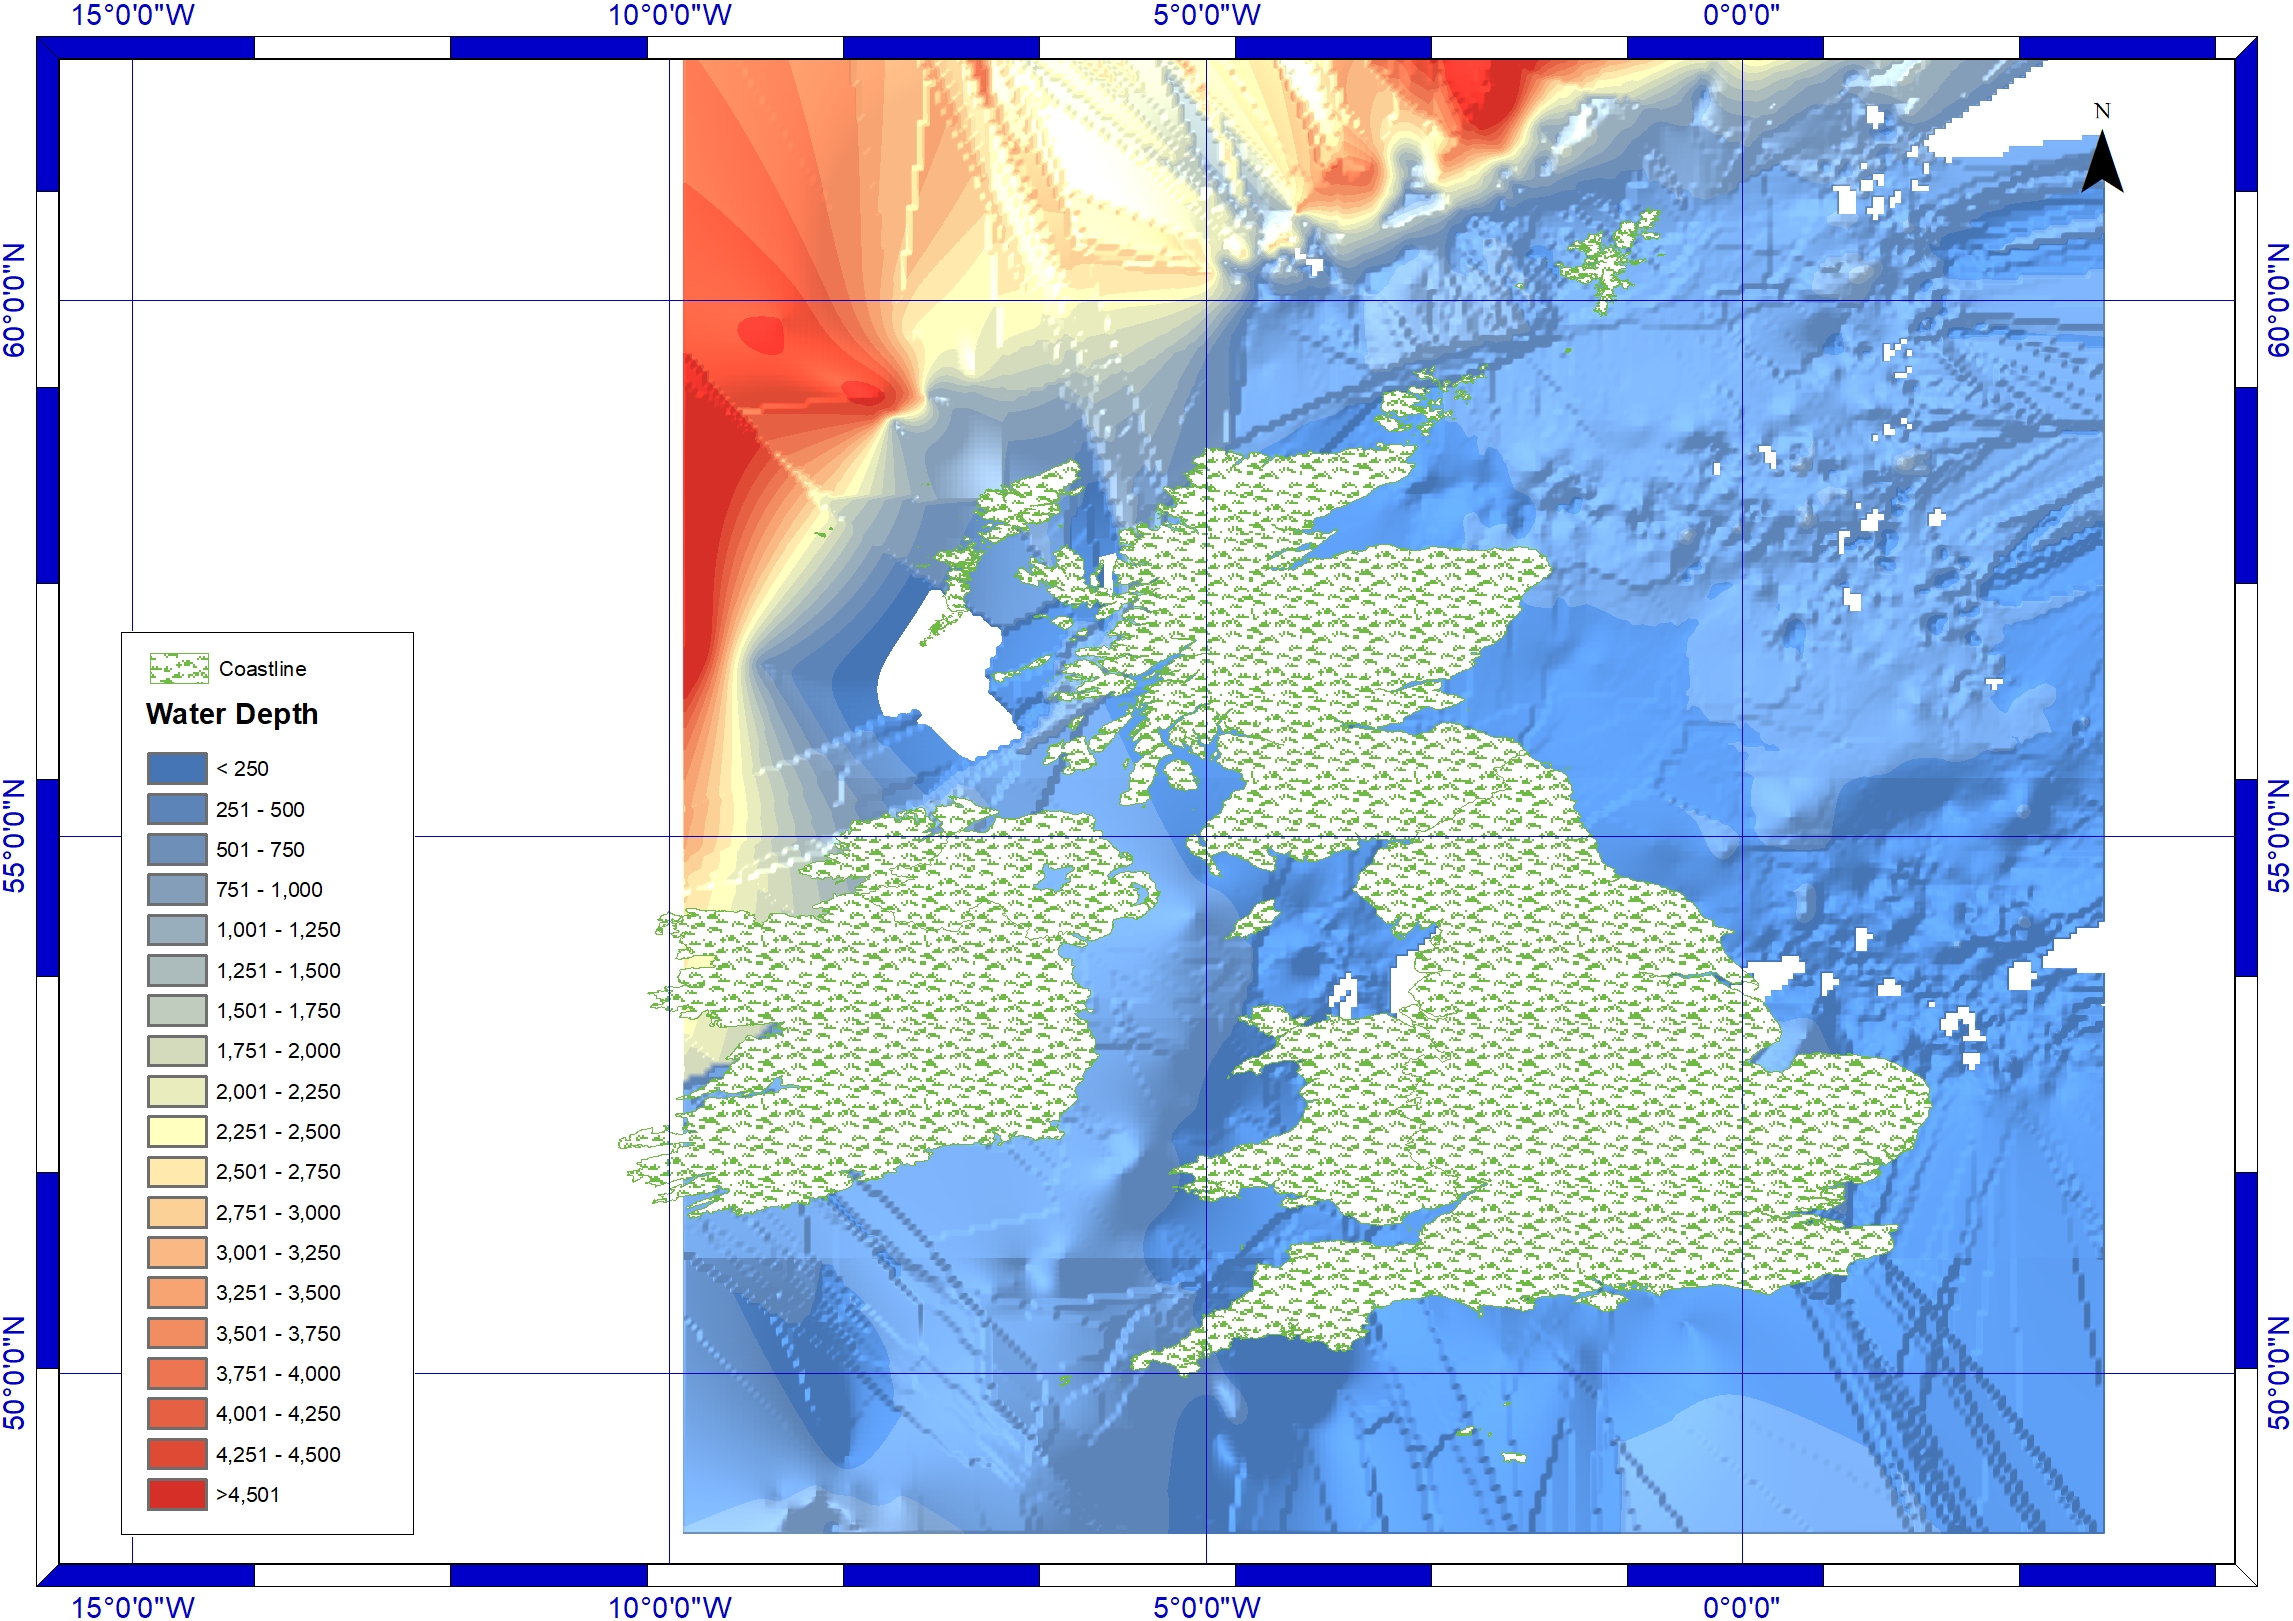 15°0'0"W 10°0'0"W 5°0'0"W 0°0'0"
N
60°0'0"N 60°0'0"N
55°0'0"N 55°0'0"N
50°0'0"N 50°0'0"N
Coastline
Water Depth
< 250
251 - 500
501 - 750
751 - 1,000
1,001 - 1,250
1,251 - 1,500
1,501 - 1,750
1,751 - 2,000
2,001 - 2,250
2,251 - 2,500
2,501 - 2,750
2,751 - 3,000
3,001 - 3,250
3,251 - 3,500
3,501 - 3,750
3,751 - 4,000
4,001 - 4,250
4,251 - 4,500
>4,501
15°0'0"W 10°0'0"W 5°0'0"W 0°0'0"